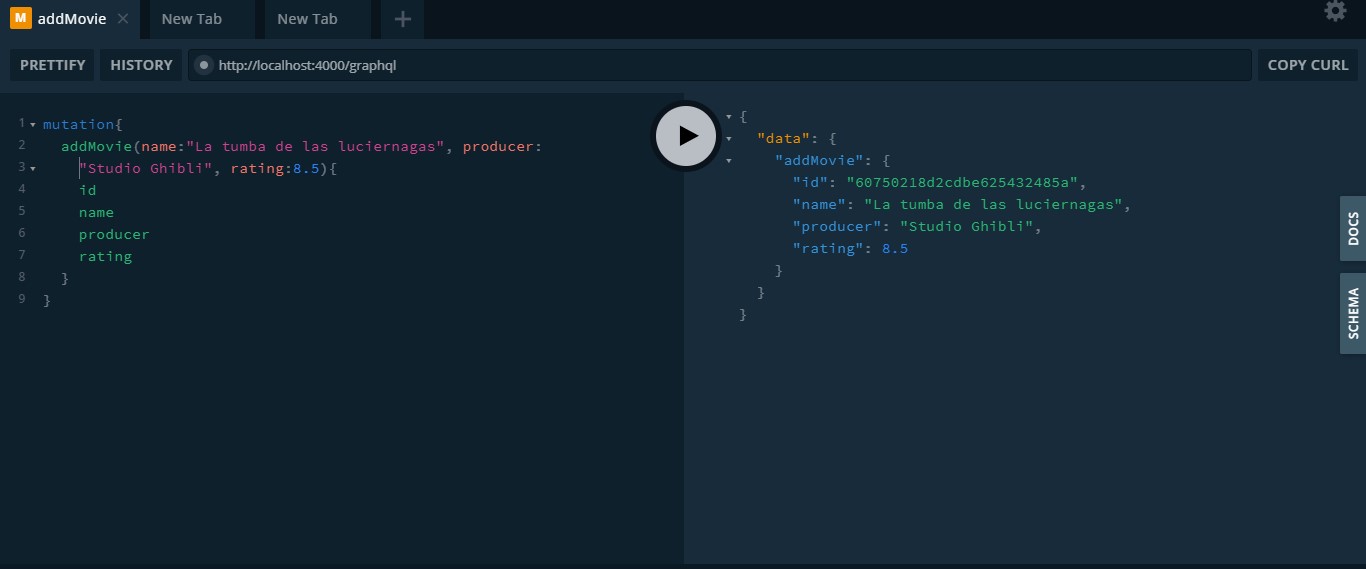 M addMovie New Tab New Tab
PRETTIFY HISTORY http://localhost:4000/graphql COPY CURL
1 mutation{
2 addMovie(name:"La tumba de las luciernagas", producer:
3 "Studio Ghibli", rating:8.5){
4 id
5 name
6 producer
7 rating
8 }
9 }
{
"data": {
"addMovie": {
"id": "60750218d2cdbe625432485a",
"name": "La tumba de las luciernagas",
"producer": "Studio Ghibli",
"rating": 8.5
}
}
}
DOCS
SCHEMA